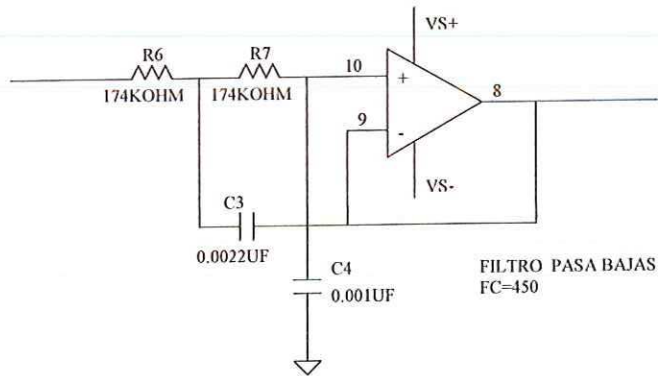 VS+
R6
R7
10
+
174KOHM
174KOHM
8
9
-
VS-
C3
0.0022UF
C4
0.001UF
FILTRO PASA BAJAS
FC=450